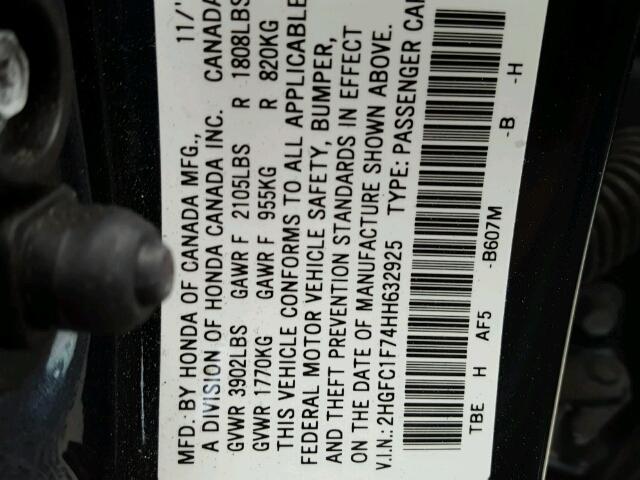 MFD. BY HONDA OF CANADA MFG., 11/
A DIVISION OF HONDA CANADA INC. CANADA
GVWR 3902LBS GAWR F 2105LBS R 1808LBS
GVWR 1770KG GAWR F 955KG R 820KG
THIS VEHICLE CONFORMS TO ALL APPLICABLE
FEDERAL MOTOR VEHICLE SAFETY, BUMPER,
AND THEFT PREVENTION STANDARDS IN EFFECT
ON THE DATE OF MANUFACTURE SHOWN ABOVE.
V.I.N.: 2HGFC1F74HH632925 TYPE: PASSENGER CAR
TBE H AF5 -B607M -B -H